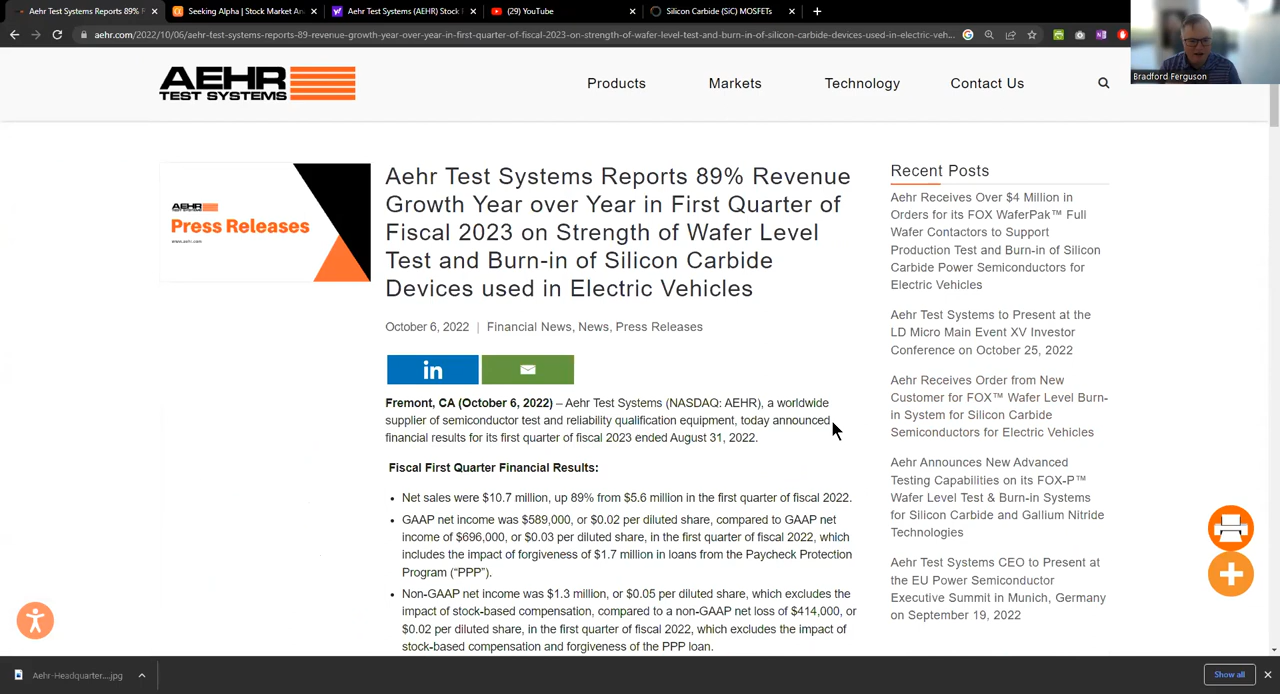 Aehr Test Systems Reports 89% R
Seeking Alpha | Stock Market An
Aehr Test Systems (AEHR) Stock
(29) YouTube
Silicon Carbide (SiC) MOSFETs
aehr.com/2022/10/06/aehr-test-systems-reports-89-revenue-growth-year-over-year-in-first-quarter-of-fiscal-2023-on-strength-of-wafer-level-test-and-burn-in-of-silicon-carbide-devices-used-in-electric-veh...
Bradford Ferguson
AEHR
TEST SYSTEMS
Products
Markets
Technology
Contact Us
AEHR
TEST SYSTEMS
Press Releases
www.aehr.com
Aehr Test Systems Reports 89% Revenue
Growth Year over Year in First Quarter of
Fiscal 2023 on Strength of Wafer Level
Test and Burn-in of Silicon Carbide
Devices used in Electric Vehicles
October 6, 2022 | Financial News, News, Press Releases
in
Fremont, CA (October 6, 2022) – Aehr Test Systems (NASDAQ: AEHR), a worldwide
supplier of semiconductor test and reliability qualification equipment, today announced
financial results for its first quarter of fiscal 2023 ended August 31, 2022.
Fiscal First Quarter Financial Results:
• Net sales were $10.7 million, up 89% from $5.6 million in the first quarter of fiscal 2022.
• GAAP net income was $589,000, or $0.02 per diluted share, compared to GAAP net
income of $696,000, or $0.03 per diluted share, in the first quarter of fiscal 2022, which
includes the impact of forgiveness of $1.7 million in loans from the Paycheck Protection
Program (“PPP”).
• Non-GAAP net income was $1.3 million, or $0.05 per diluted share, which excludes the
impact of stock-based compensation, compared to a non-GAAP net loss of $414,000, or
$0.02 per diluted share, in the first quarter of fiscal 2022, which excludes the impact of
stock-based compensation and forgiveness of the PPP loan.
Recent Posts
Aehr Receives Over $4 Million in
Orders for its FOX WaferPak™ Full
Wafer Contactors to Support
Production Test and Burn-in of Silicon
Carbide Power Semiconductors for
Electric Vehicles
Aehr Test Systems to Present at the
LD Micro Main Event XV Investor
Conference on October 25, 2022
Aehr Receives Order from New
Customer for FOX™ Wafer Level Burn-
in System for Silicon Carbide
Semiconductors for Electric Vehicles
Aehr Announces New Advanced
Testing Capabilities on its FOX-P™
Wafer Level Test & Burn-in Systems
for Silicon Carbide and Gallium Nitride
Technologies
Aehr Test Systems CEO to Present at
the EU Power Semiconductor
Executive Summit in Munich, Germany
on September 19, 2022
Aehr-Headquarter....jpg
Show all